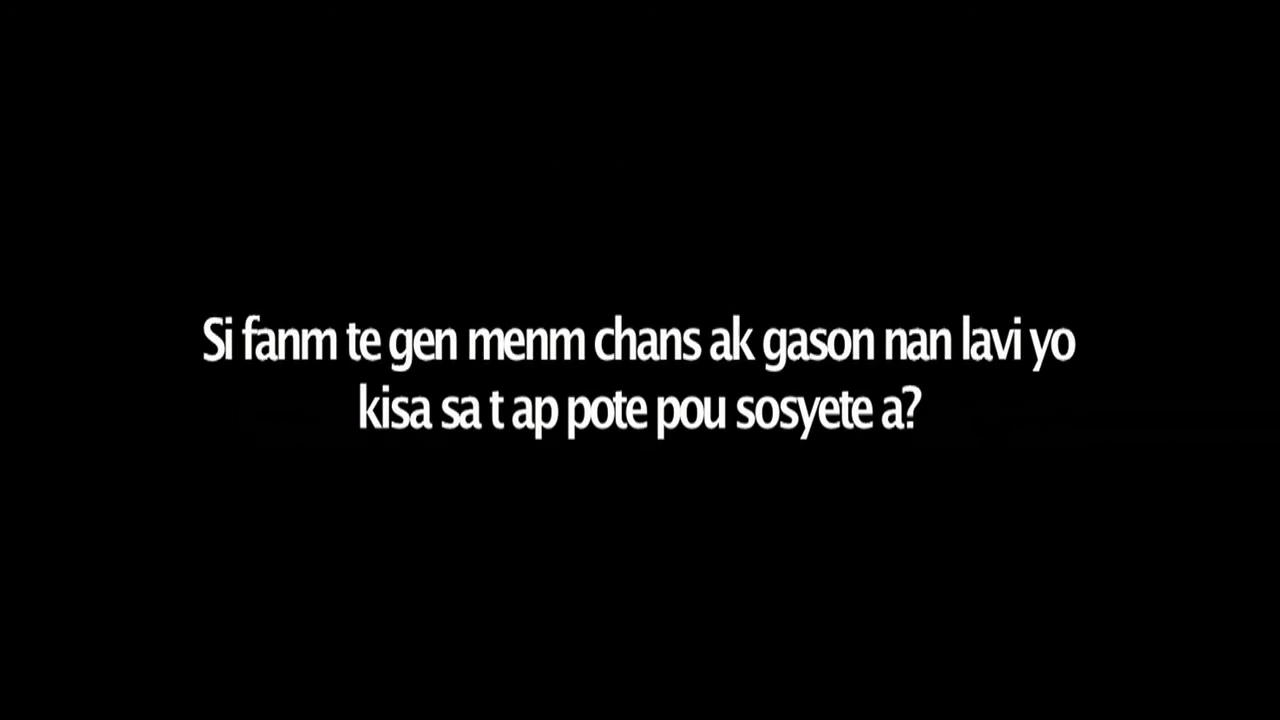 Si fanm te gen menm chans ak gason nan lavi yo
kisa sa t ap pote pou sosyete a?